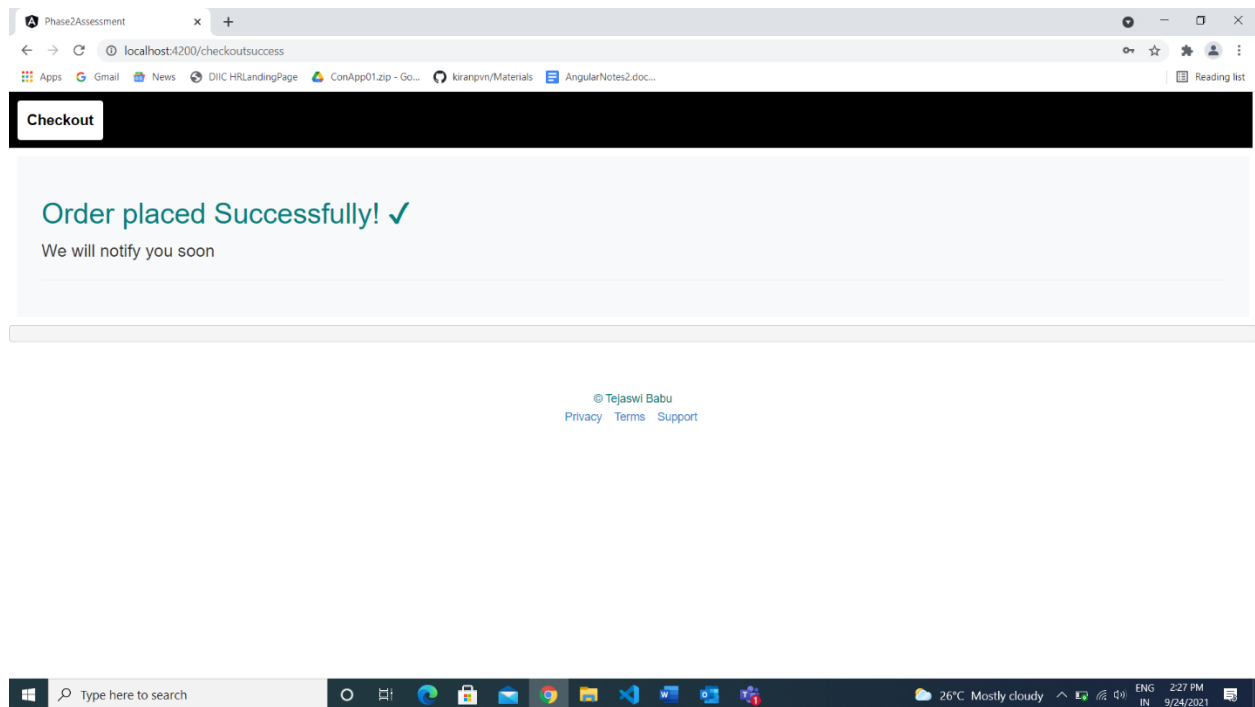 Phase2Assessment
localhost:4200/checkoutsuccess
Apps Gmail News DIIC HRLandingPage ConApp01.zip - Go... kiranpvn/Materials AngularNotes2.doc... Reading list
Checkout
Order placed Successfully! ✓
We will notify you soon
© Tejaswi Babu
Privacy Terms Support
Type here to search 26°C Mostly cloudy ENG 2:27 PM
IN 9/24/2021